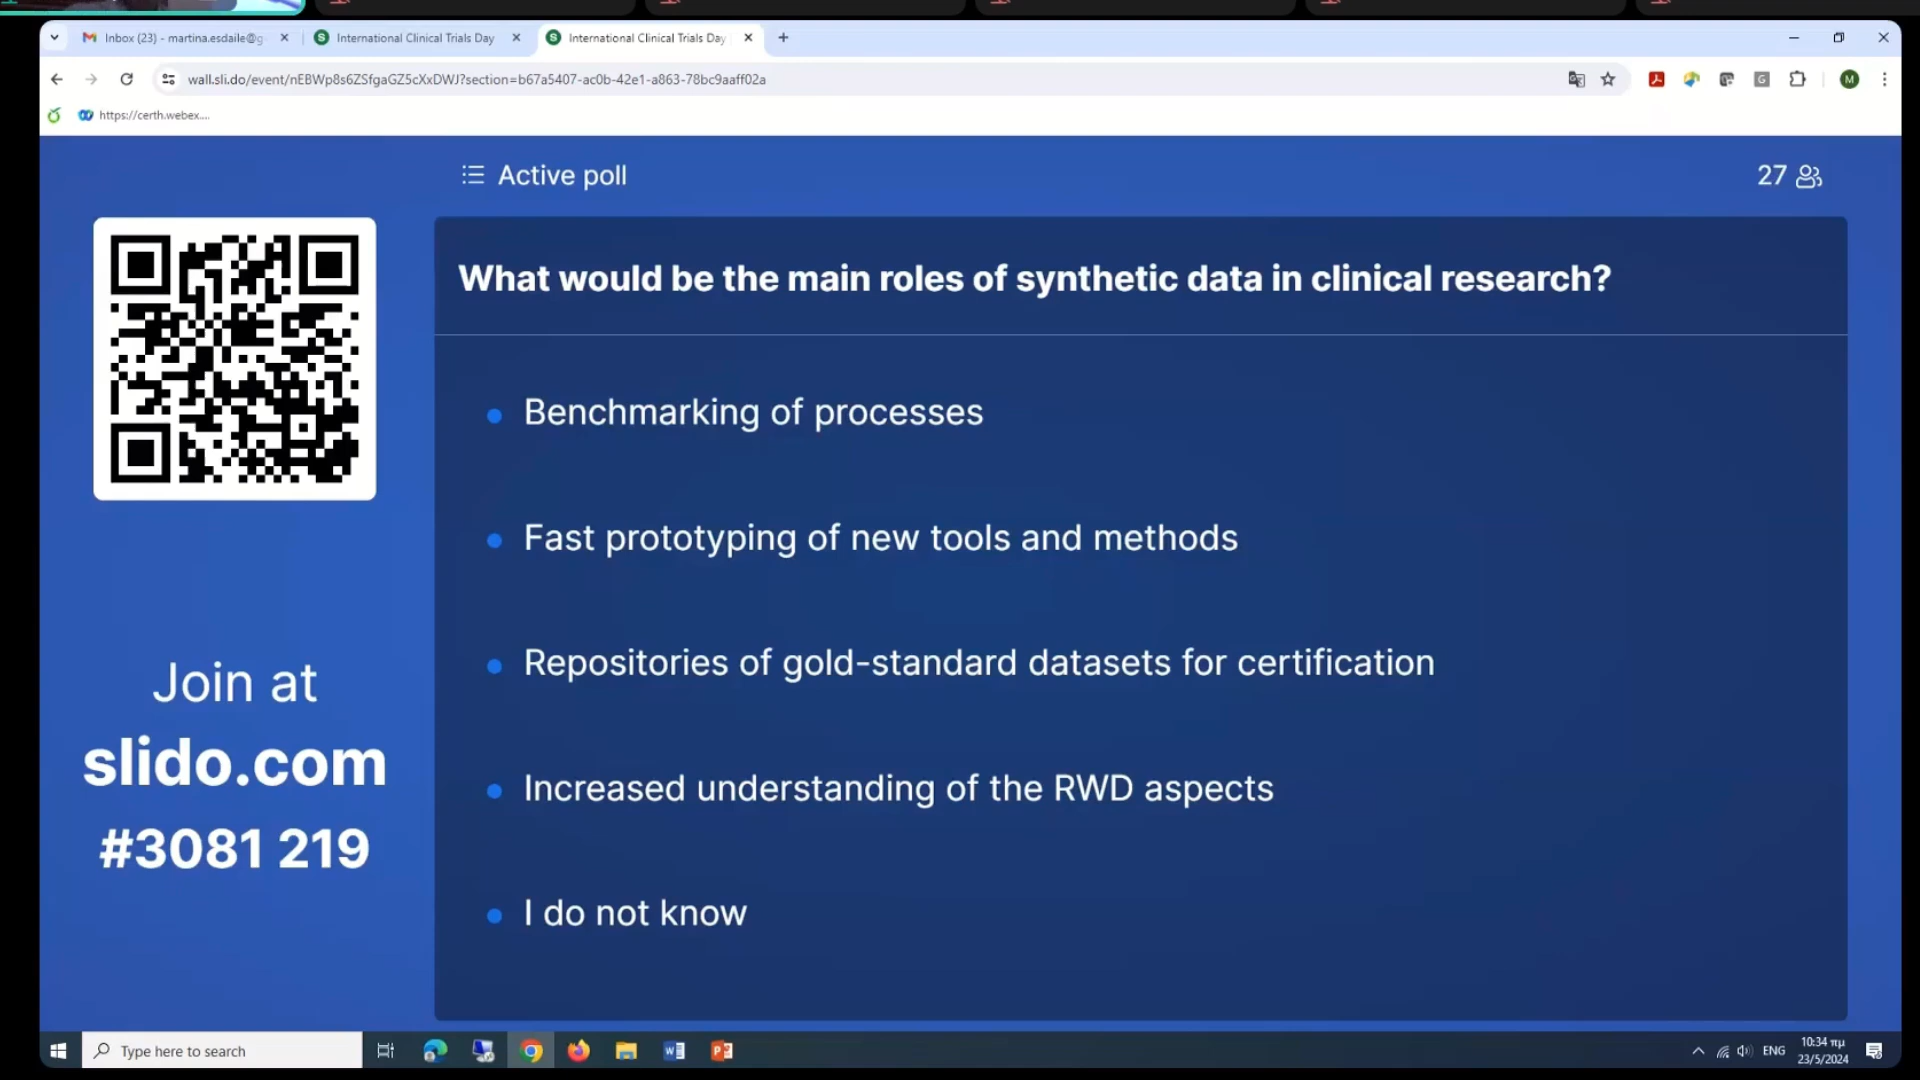 Inbox (23) - martina.esdaile@g
International Clinical Trials Day
International Clinical Trials Day
wall.sli.do/event/nEBWp8s6ZSfgaGZ5cXxDWJ?section=b67a5407-ac0b-42e1-a863-78bc9aaff02a
M
https://certh.webex....
Active poll
27
What would be the main roles of synthetic data in clinical research?
Benchmarking of processes
Fast prototyping of new tools and methods
Repositories of gold-standard datasets for certification
Increased understanding of the RWD aspects
I do not know
Join at
slido.com
#3081 219
Type here to search
ENG
10:34 πμ
23/5/2024